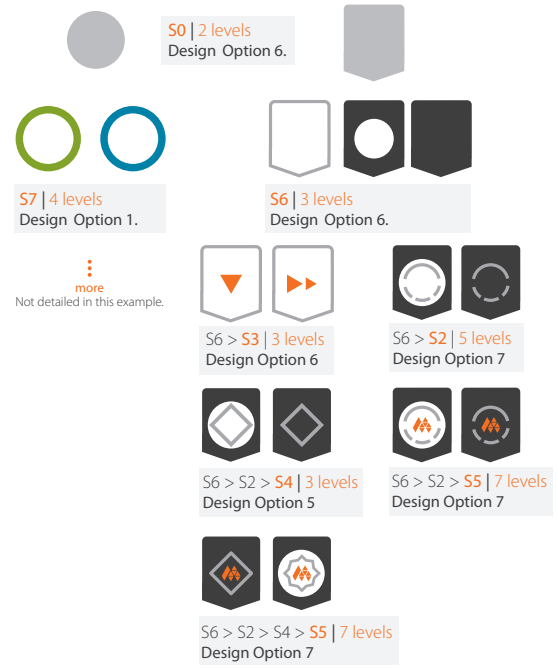 S0 | 2 levels
Design Option 6.
S7 | 4 levels
Design Option 1.
S6 | 3 levels
Design Option 6.
more
Not detailed in this example.
S6 > S3 | 3 levels
Design Option 6
S6 > S2 | 5 levels
Design Option 7
S6 > S2 > S4 | 3 levels
Design Option 5
S6 > S2 > S5 | 7 levels
Design Option 7
S6 > S2 > S4 > S5 | 7 levels
Design Option 7